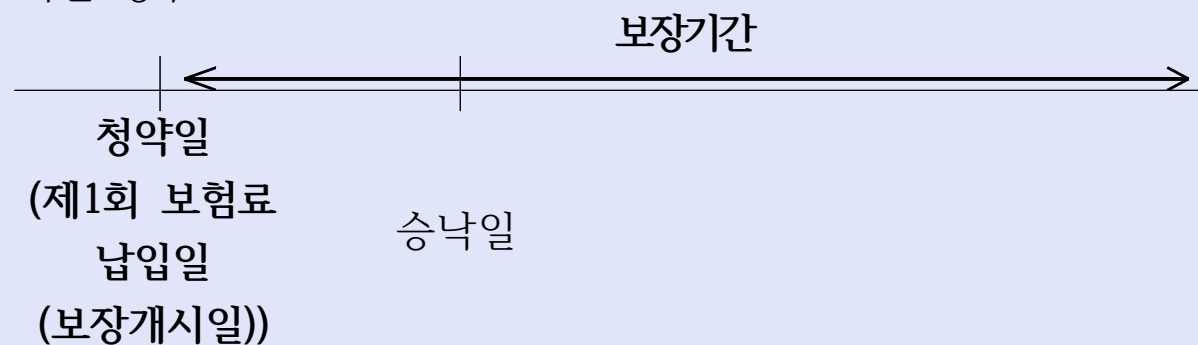 보장기간
청약일
(제1회 보험료
납입일
(보장개시일))
승낙일